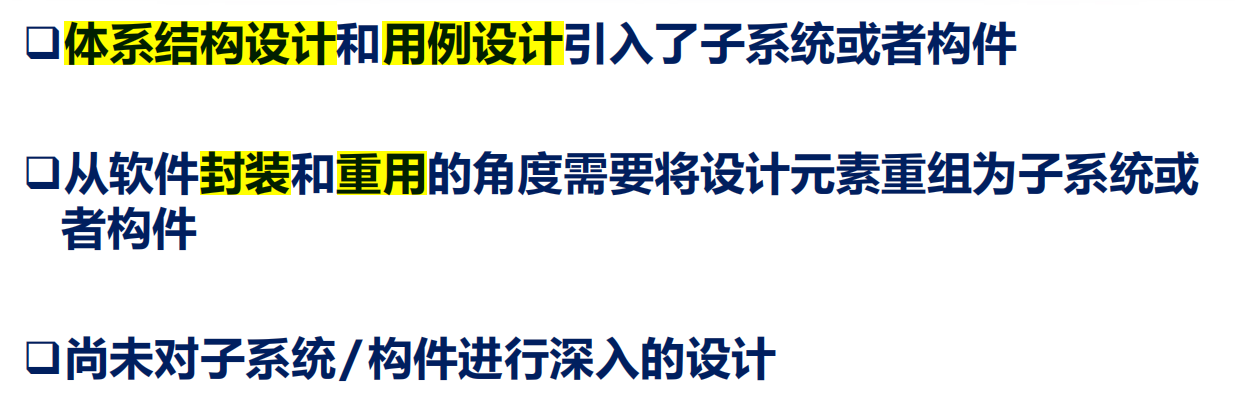 ❑体系结构设计和用例设计引入了子系统或者构件
❑从软件封装和重用的角度需要将设计元素重组为子系统或
者构件
❑尚未对子系统/构件进行深入的设计